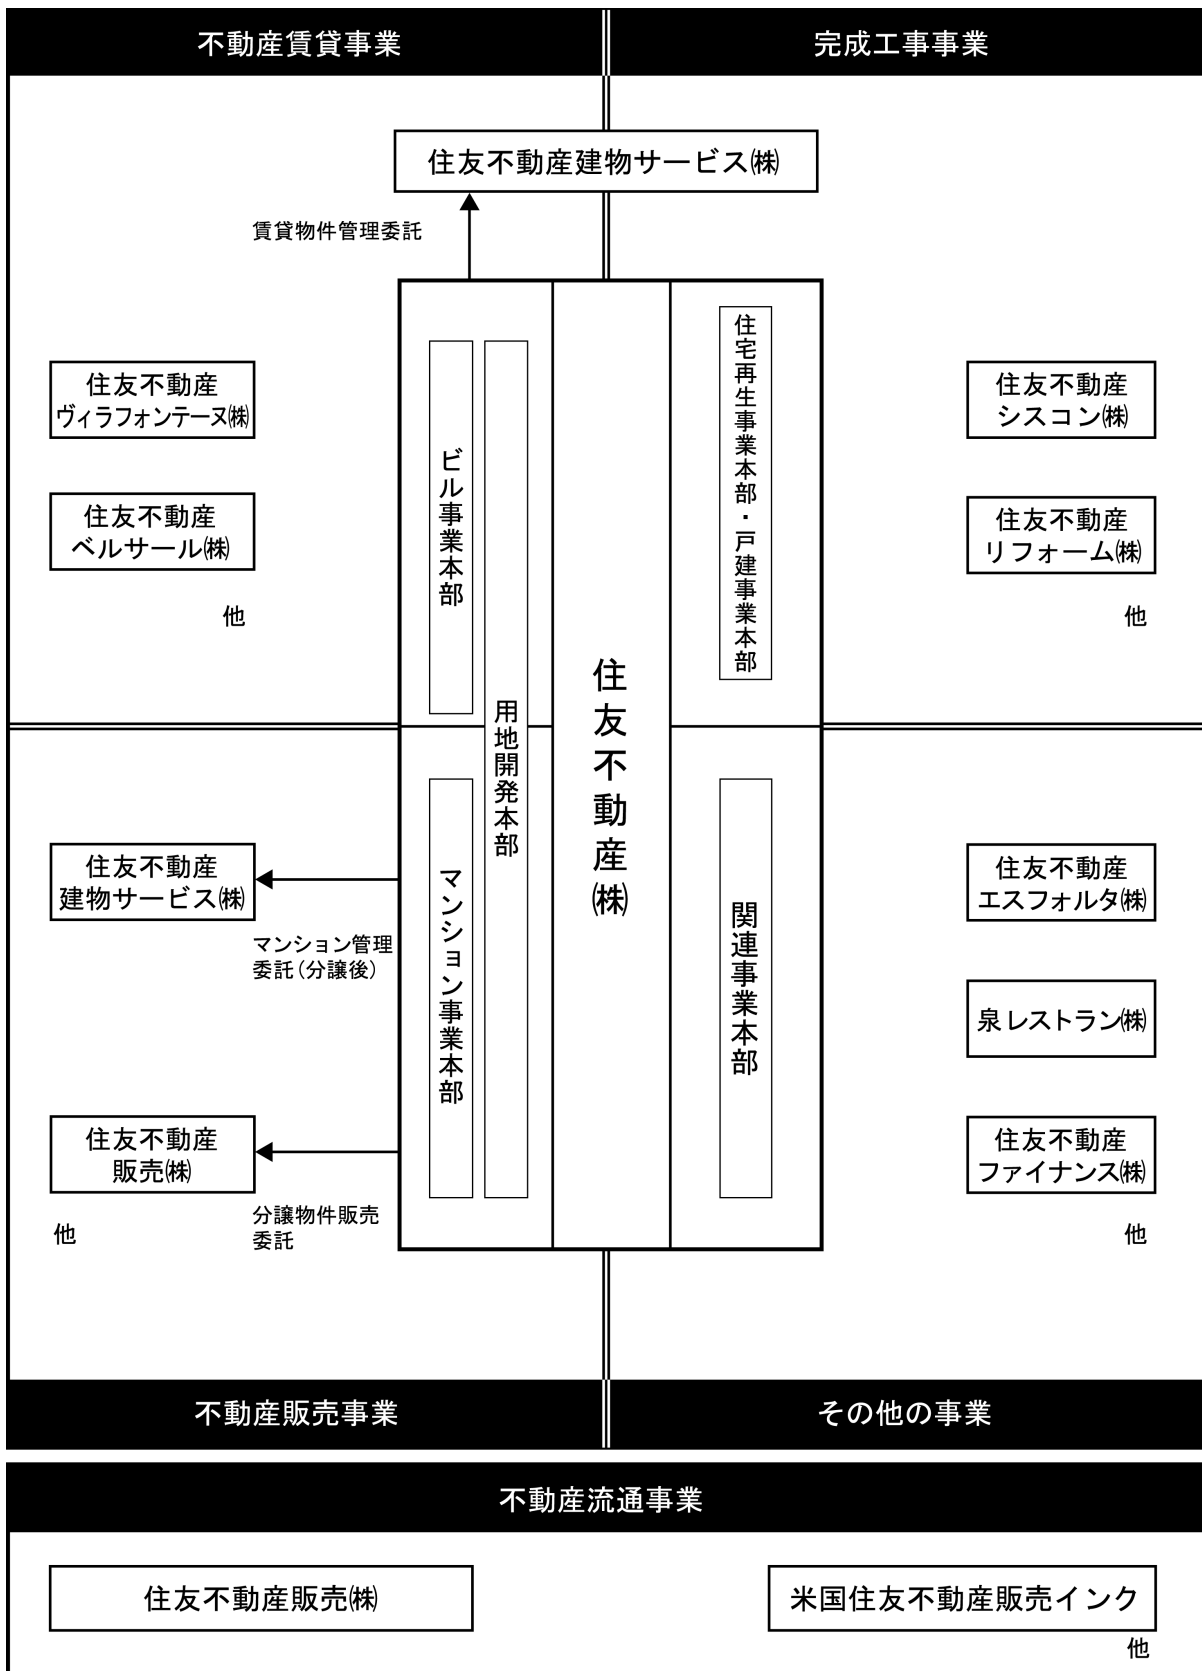 不動産賃貸事業
完成工事事業
住友不動産建物サービス㈱
賃貸物件管理委託
住友不動産
ヴィラフォンテーヌ㈱
住友不動産
ベルサール㈱
他
ビル事業本部
用地開発本部
マンション事業本部
住友不動産㈱
住宅再生事業本部・戸建事業本部
関連事業本部
住友不動産
シスコン㈱
住友不動産
リフォーム㈱
他
住友不動産
建物サービス㈱
マンション管理
委託(分譲後)
住友不動産
販売㈱
分譲物件販売
委託
他
住友不動産
エスフォルタ㈱
泉レストラン㈱
住友不動産
ファイナンス㈱
他
不動産販売事業
その他の事業
不動産流通事業
住友不動産販売㈱
米国住友不動産販売インク
他